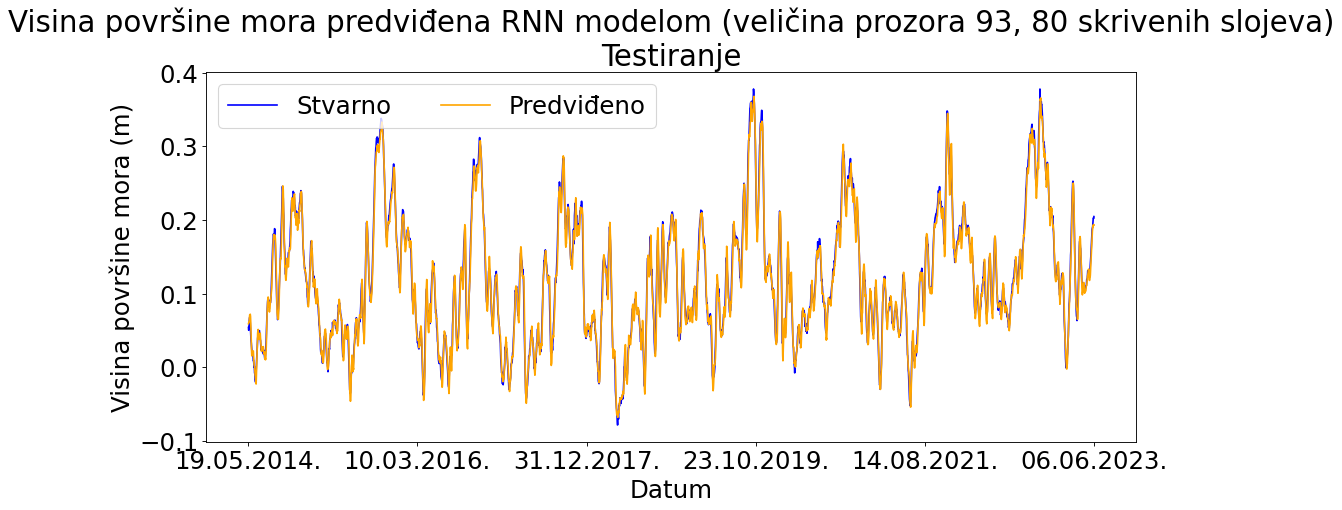 Visina površine mora predviđena RNN modelom (veličina prozora 93, 80 skrivenih slojeva)
Testiranje
Stvarno Predviđeno
Visina površine mora (m)
0.4
0.3
0.2
0.1
0.0
−0.1
19.05.2014. 10.03.2016. 31.12.2017. 23.10.2019. 14.08.2021. 06.06.2023.
Datum